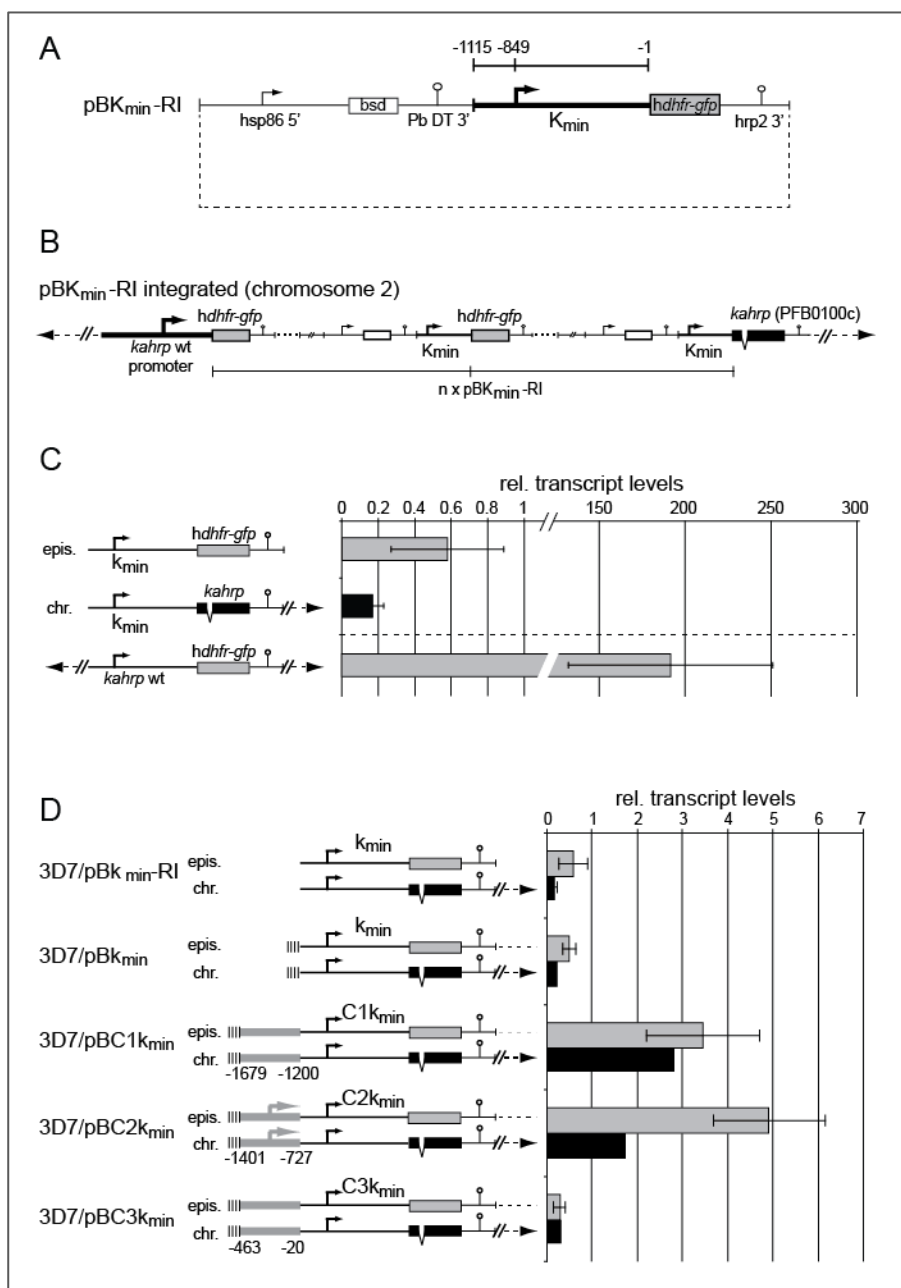 A
-1115 -849 -1
pBKmin-RI
hsp86 5’ bsd Pb DT 3’ Kmin hdhfr-gfp hrp2 3’
B
pBKmin-RI integrated (chromosome 2)
hdhfr-gfp hdhfr-gfp kahrp (PFB0100c)
kahrp wt promoter Kmin Kmin
n x pBKmin-RI
C
rel. transcript levels
0 0.2 0.4 0.6 0.8 1 150 200 250 300
epis. hdhfr-gfp
kmin
chr. kahrp
kmin
hdhfr-gfp
kahrp wt
D
rel. transcript levels
0 1 2 3 4 5 6 7
3D7/pBkmin-RI
epis. kmin
chr.
3D7/pBkmin
epis. kmin
chr.
3D7/pBC1kmin
epis. C1kmin
chr.
-1679 -1200
3D7/pBC2kmin
epis. C2kmin
chr.
-1401 -727
3D7/pBC3kmin
epis. C3kmin
chr.
-463 -20